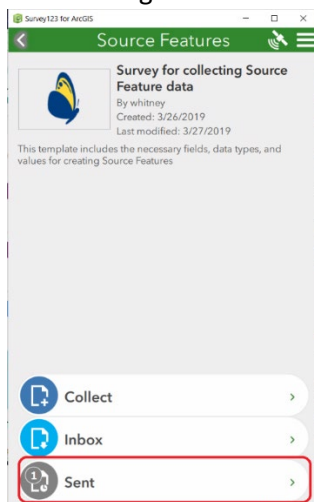 Survey123 for ArcGIS
Source Features
Survey for collecting Source
Feature data
By whitney
Created: 3/26/2019
Last modified: 3/27/2019
This template includes the necessary fields, data types, and
values for creating Source Features
Collect
Inbox
1
Sent